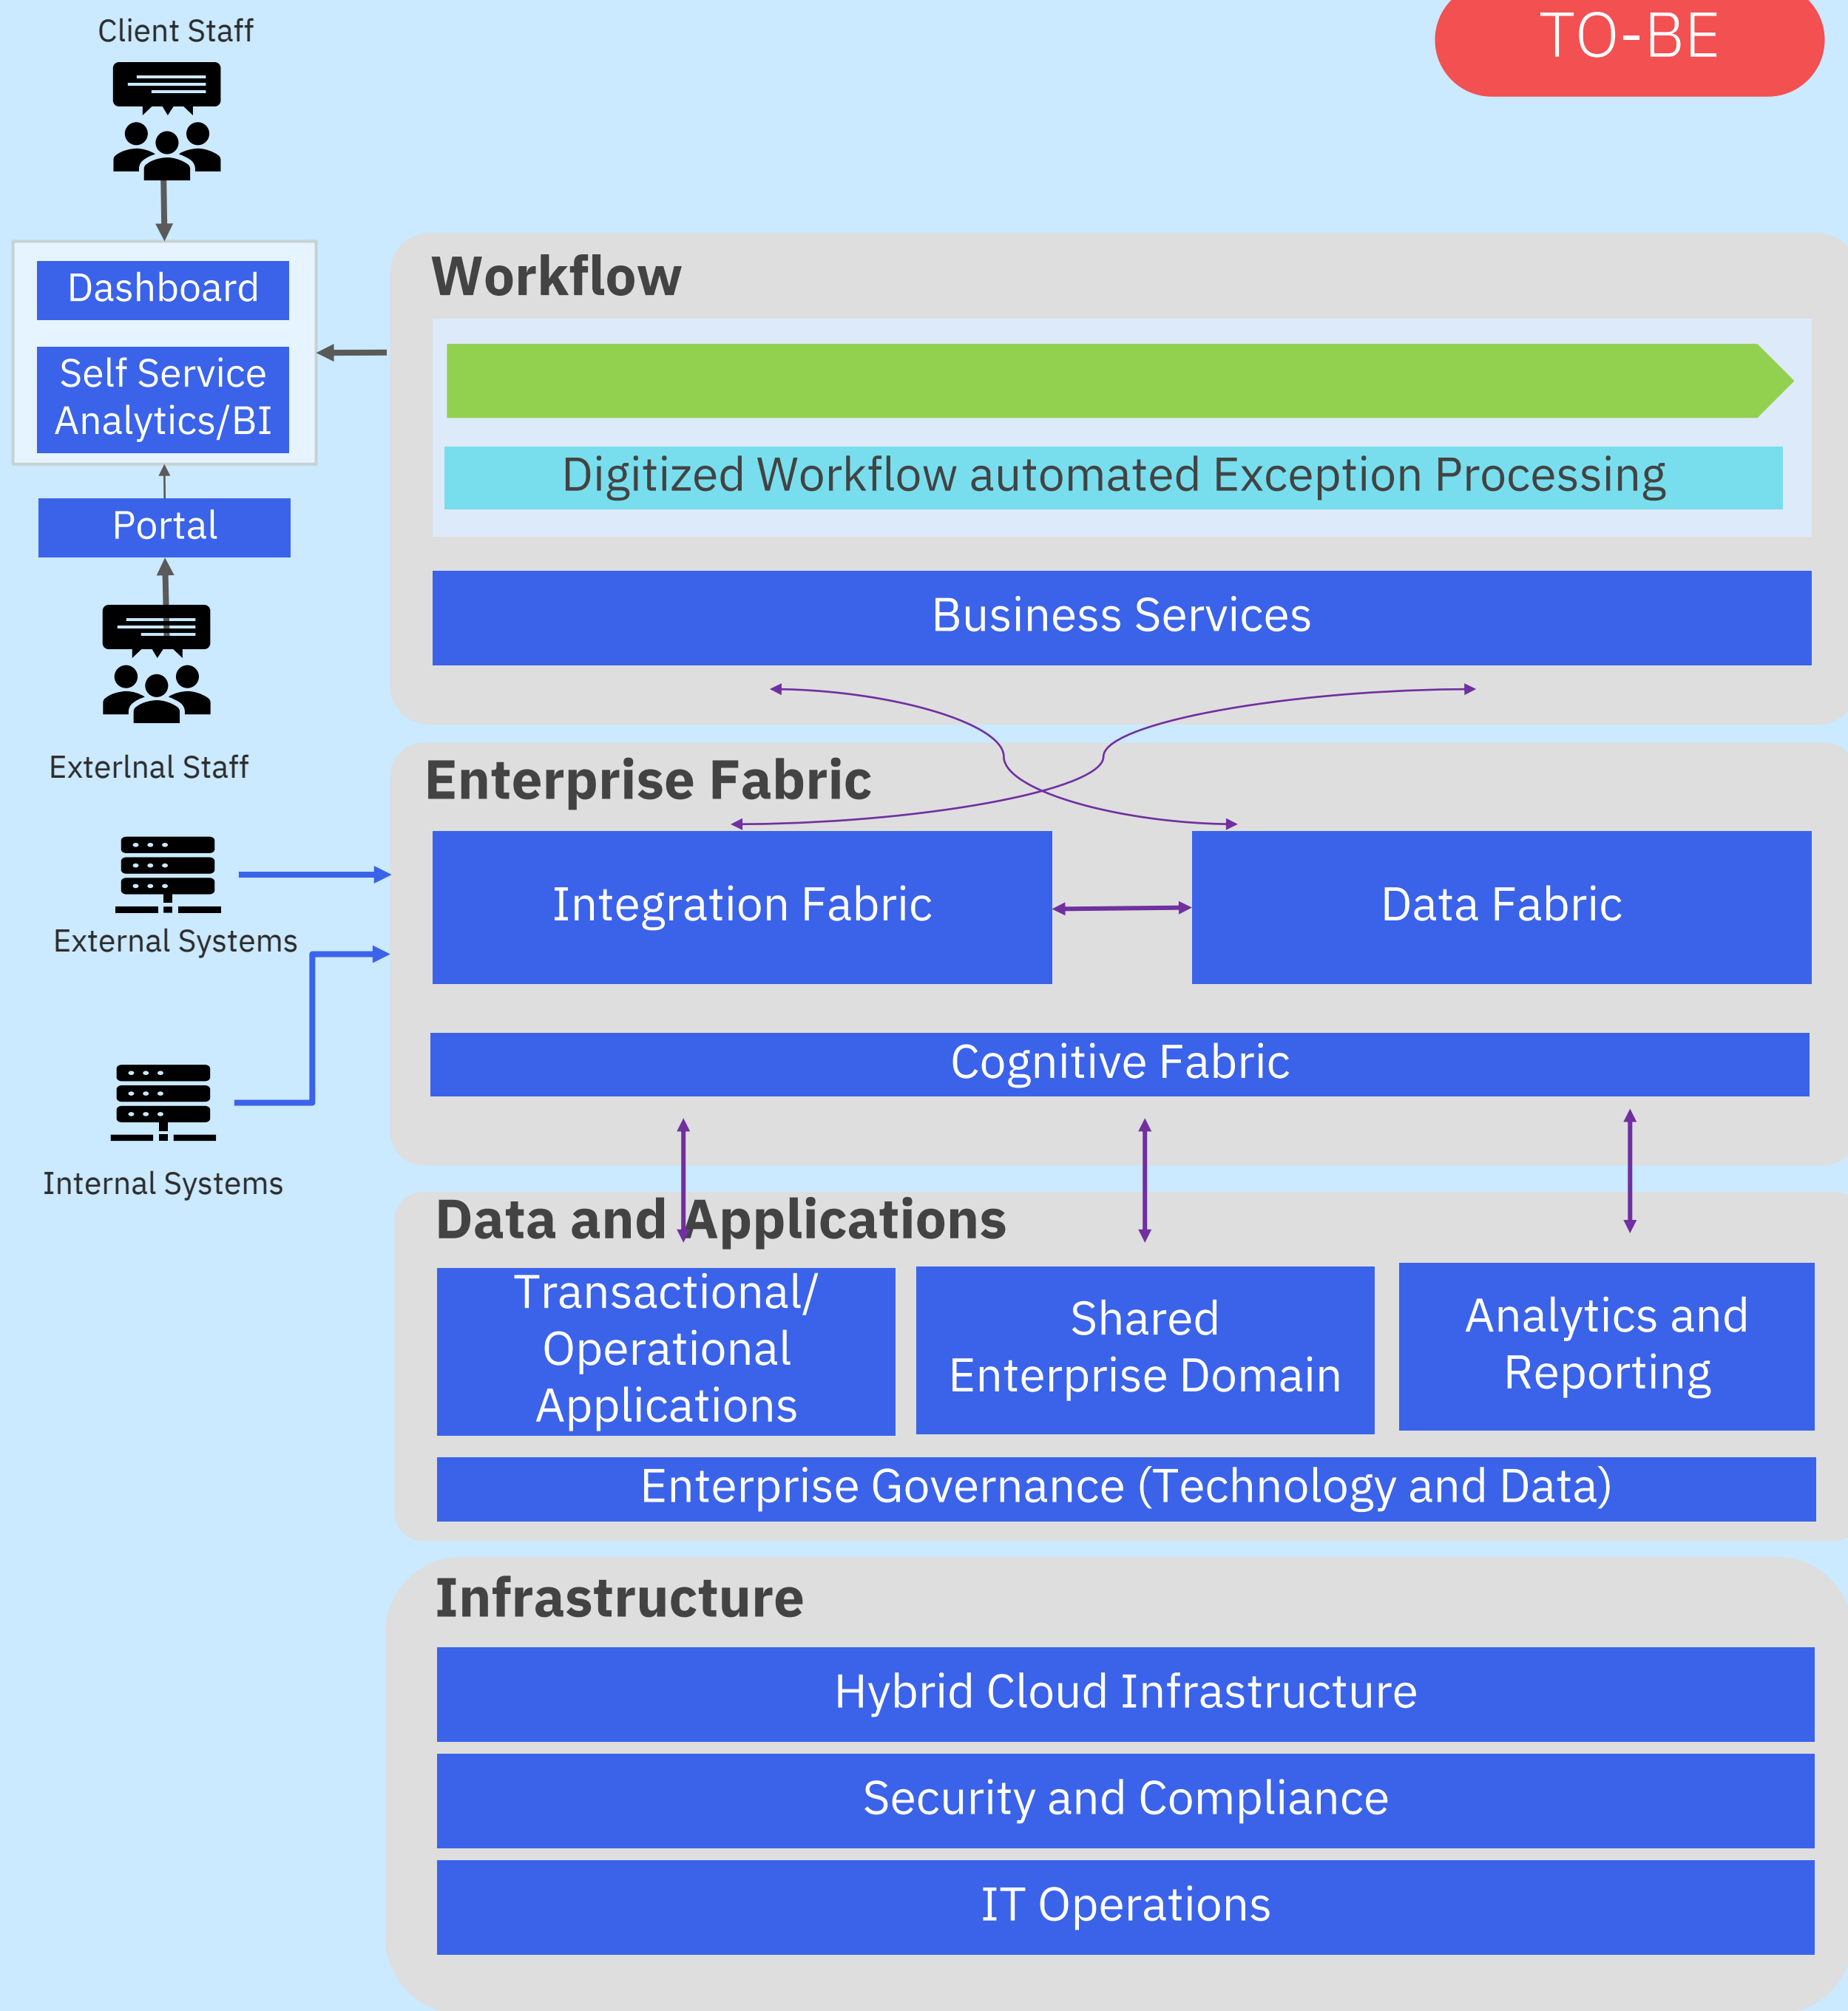 Client Staff
TO-BE
Dashboard
Self Service
Analytics/BI
Portal
Exterlnal Staff
External Systems
Internal Systems
Workflow
Digitized Workflow automated Exception Processing
Business Services
Enterprise Fabric
Integration Fabric
Data Fabric
Cognitive Fabric
Data and Applications
Transactional/
Operational
Applications
Shared
Enterprise Domain
Analytics and
Reporting
Enterprise Governance (Technology and Data)
Infrastructure
Hybrid Cloud Infrastructure
Security and Compliance
IT Operations